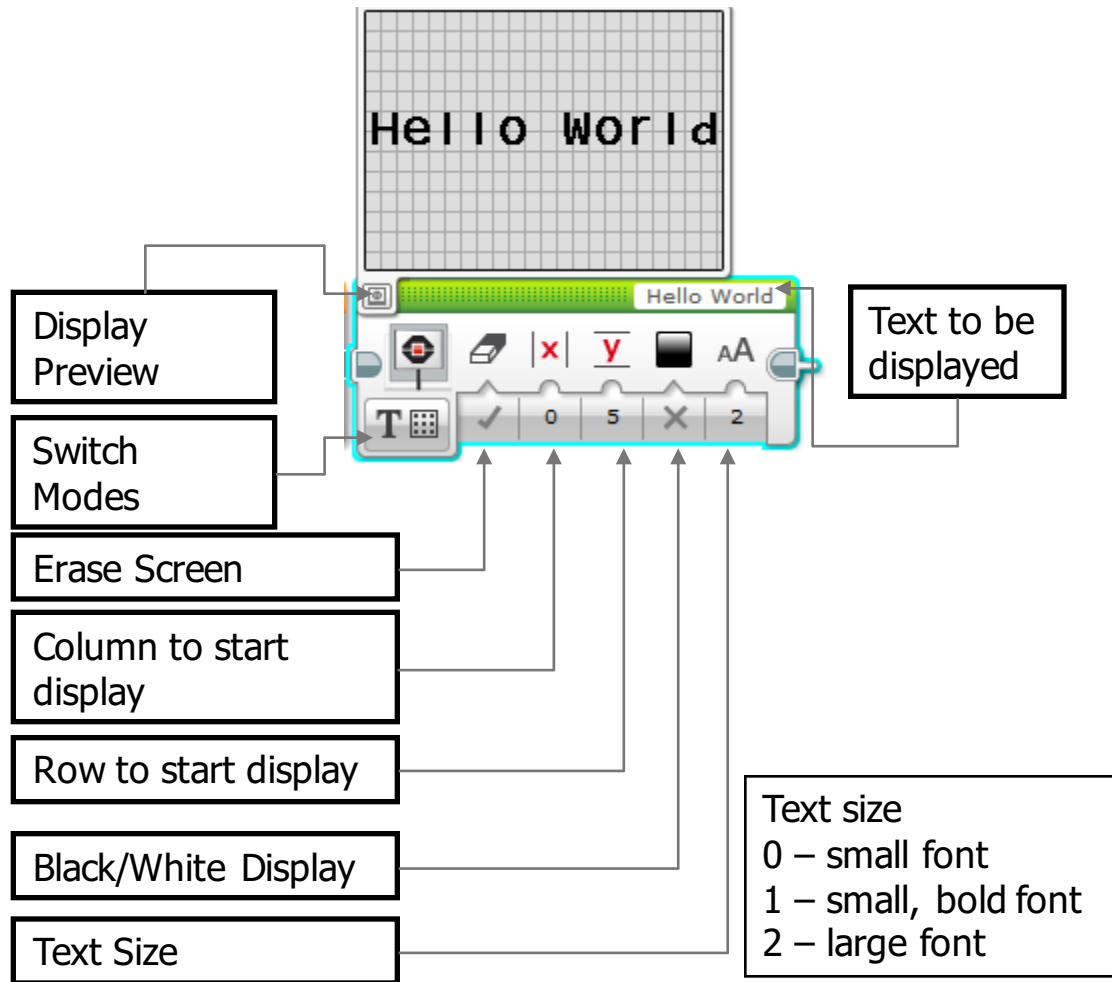 Hello World
Hello World
x
y
AA
T
0
5
2
Display
Preview
Text to be
displayed
Switch
Modes
Erase Screen
Column to start
display
Row to start display
Black/White Display
Text Size
Text size
0 – small font
1 – small, bold font
2 – large font